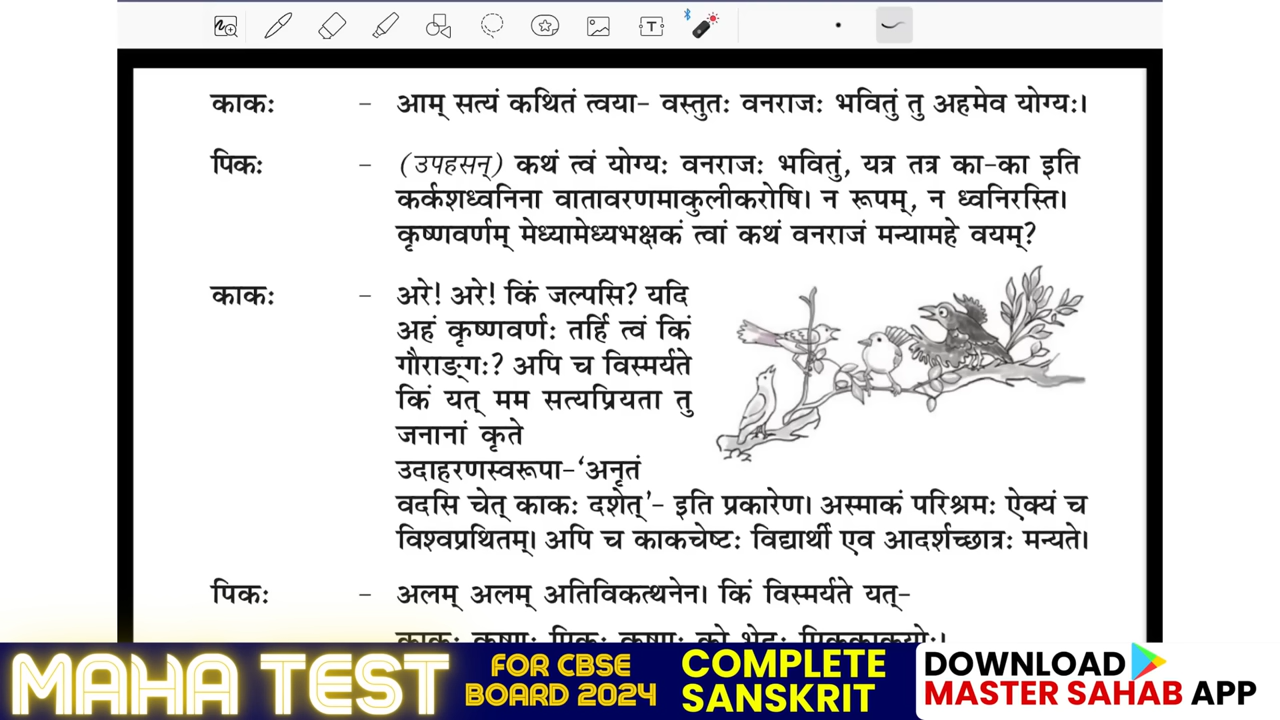 काकः - आम् सत्यं कथितं त्वया- वस्तुतः वनराजः भवितुं तु अहमेव योग्यः।
पिकः - (उपहसन्) कथं त्वं योग्यः वनराजः भवितुं, यत्र तत्र का-का इति
कर्कशध्वनिना वातावरणमाकुलीकरोषि। न रूपम्, न ध्वनिरस्ति।
कृष्णवर्णम् मेध्यामेध्यभक्षकं त्वां कथं वनराजं मन्यामहे वयम्?
काकः - अरे! अरे! किं जल्पसि? यदि
अहं कृष्णवर्णः तर्हि त्वं किं
गौराङ्गः? अपि च विस्मर्यते
किं यत् मम सत्यप्रियता तु
जनानां कृते
उदाहरणस्वरूपा-‘अनृतं
वदसि चेत् काकः दशेत्’- इति प्रकारेण। अस्माकं परिश्रमः ऐक्यं च
विश्वप्रथितम्। अपि च काकचेष्टः विद्यार्थी एव आदर्शच्छात्रः मन्यते।
पिकः - अलम् अलम् अतिविकत्थनेन। किं विस्मर्यते यत्-
काकः कृष्णः पिकः कृष्णः को भेदः पिककाकयोः।
MAHA TEST
FOR CBSE
BOARD 2024
COMPLETE
SANSKRIT
DOWNLOAD
MASTER SAHAB APP